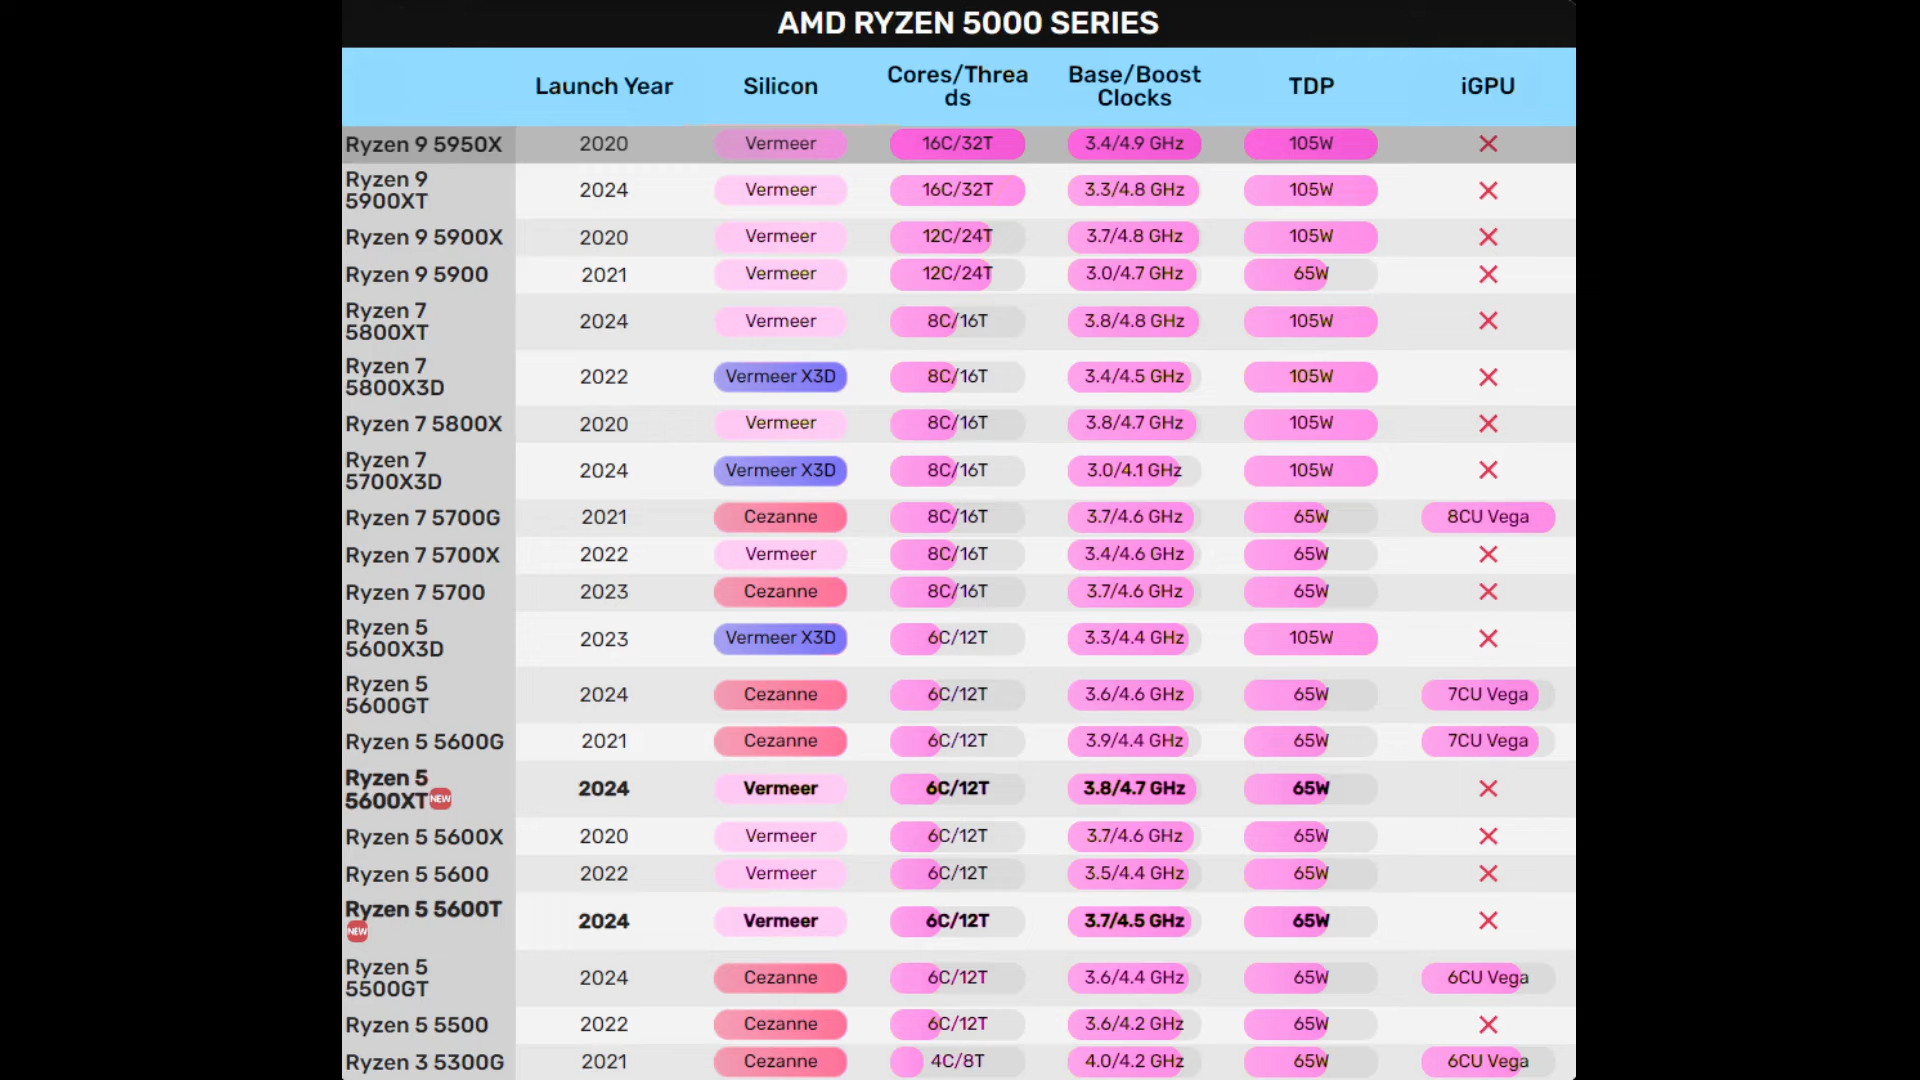 AMD RYZEN 5000 SERIES
Launch Year Silicon Cores/Threa
ds Base/Boost
Clocks TDP iGPU
Ryzen 9 5950X 2020 Vermeer 16C/32T 3.4/4.9 GHz 105W
Ryzen 9
5900XT 2024 Vermeer 16C/32T 3.3/4.8 GHz 105W
Ryzen 9 5900X 2020 Vermeer 12C/24T 3.7/4.8 GHz 105W
Ryzen 9 5900 2021 Vermeer 12C/24T 3.0/4.7 GHz 65W
Ryzen 7
5800XT 2024 Vermeer 8C/16T 3.8/4.8 GHz 105W
Ryzen 7
5800X3D 2022 Vermeer X3D 8C/16T 3.4/4.5 GHz 105W
Ryzen 7 5800X 2020 Vermeer 8C/16T 3.8/4.7 GHz 105W
Ryzen 7
5700X3D 2024 Vermeer X3D 8C/16T 3.0/4.1 GHz 105W
Ryzen 7 5700G 2021 Cezanne 8C/16T 3.7/4.6 GHz 65W 8CU Vega
Ryzen 7 5700X 2022 Vermeer 8C/16T 3.4/4.6 GHz 65W
Ryzen 7 5700 2023 Cezanne 8C/16T 3.7/4.6 GHz 65W
Ryzen 5
5600X3D 2023 Vermeer X3D 6C/12T 3.3/4.4 GHz 105W
Ryzen 5
5600GT 2024 Cezanne 6C/12T 3.6/4.6 GHz 65W 7CU Vega
Ryzen 5 5600G 2021 Cezanne 6C/12T 3.9/4.4 GHz 65W 7CU Vega
Ryzen 5
5600XT NEW 2024 Vermeer 6C/12T 3.8/4.7 GHz 65W
Ryzen 5 5600X 2020 Vermeer 6C/12T 3.7/4.6 GHz 65W
Ryzen 5 5600 2022 Vermeer 6C/12T 3.5/4.4 GHz 65W
Ryzen 5 5600T
NEW 2024 Vermeer 6C/12T 3.7/4.5 GHz 65W
Ryzen 5
5500GT 2024 Cezanne 6C/12T 3.6/4.4 GHz 65W 6CU Vega
Ryzen 5 5500 2022 Cezanne 6C/12T 3.6/4.2 GHz 65W
Ryzen 3 5300G 2021 Cezanne 4C/8T 4.0/4.2 GHz 65W 6CU Vega